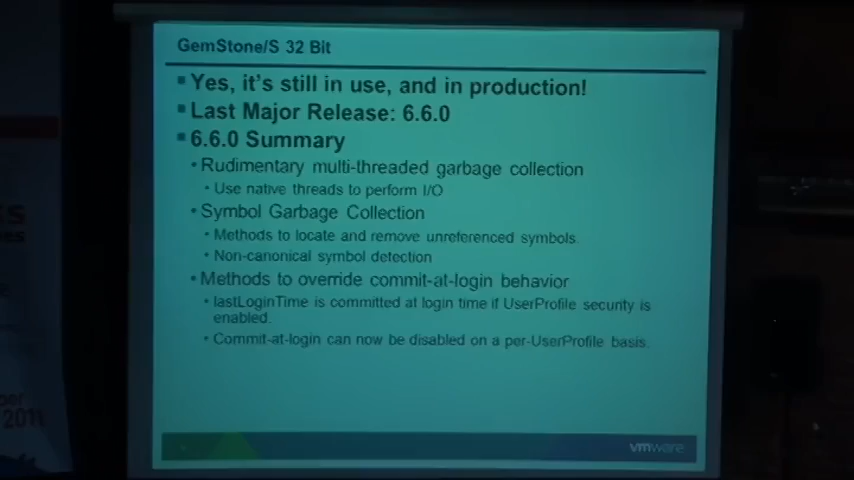 GemStone/S 32 Bit
Yes, it's still in use, and in production!
Last Major Release: 6.6.0
6.6.0 Summary
Rudimentary multi-threaded garbage collection
Use native threads to perform I/O
Symbol Garbage Collection
Methods to locate and remove unreferenced symbols.
Non-canonical symbol detection
Methods to override commit-at-login behavior
lastLoginTime is committed at login time if UserProfile security is
enabled.
Commit-at-login can now be disabled on a per-UserProfile basis.
vmware
2011